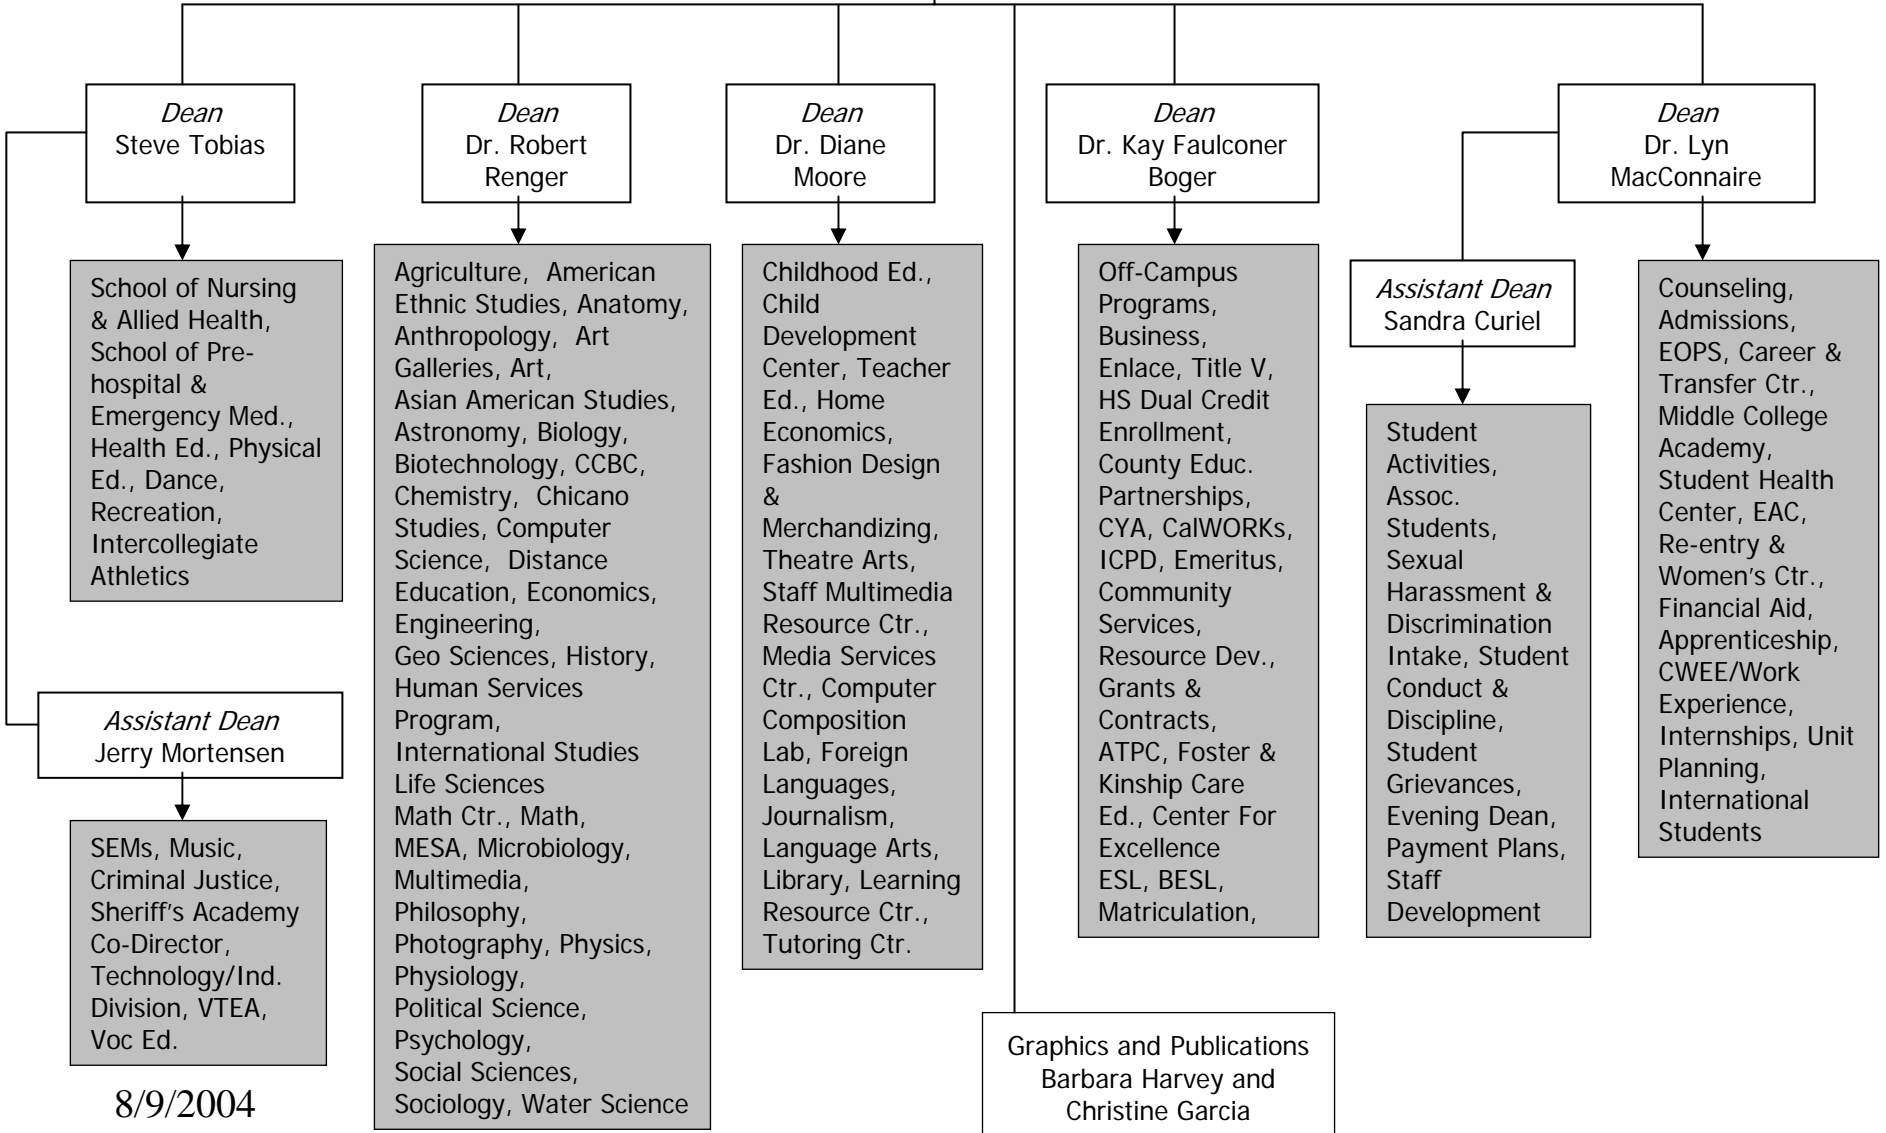 Dean
Steve Tobias
Dean
Dr. Robert
Renger
Dean
Dr. Diane
Moore
Dean
Dr. Kay Faulconer
Boger
Dean
Dr. Lyn
MacConnaire
School of Nursing
& Allied Health,
School of Pre-
hospital &
Emergency Med.,
Health Ed., Physical
Ed., Dance,
Recreation,
Intercollegiate
Athletics
Assistant Dean
Jerry Mortensen
SEMs, Music,
Criminal Justice,
Sheriff's Academy
Co-Director,
Technology/Ind.
Division, VTEA,
Voc Ed.
8/9/2004
Agriculture, American
Ethnic Studies, Anatomy,
Anthropology, Art
Galleries, Art,
Asian American Studies,
Astronomy, Biology,
Biotechnology, CCBC,
Chemistry, Chicano
Studies, Computer
Science, Distance
Education, Economics,
Engineering,
Geo Sciences, History,
Human Services
Program,
International Studies
Life Sciences
Math Ctr., Math,
MESA, Microbiology,
Multimedia,
Philosophy,
Photography, Physics,
Physiology,
Political Science,
Psychology,
Social Sciences,
Sociology, Water Science
Childhood Ed.,
Child
Development
Center, Teacher
Ed., Home
Economics,
Fashion Design
&
Merchandizing,
Theatre Arts,
Staff Multimedia
Resource Ctr.,
Media Services
Ctr., Computer
Composition
Lab, Foreign
Languages,
Journalism,
Language Arts,
Library, Learning
Resource Ctr.,
Tutoring Ctr.
Off-Campus
Programs,
Business,
Enlace, Title V,
HS Dual Credit
Enrollment,
County Educ.
Partnerships,
CYA, CalWORKs,
ICPD, Emeritus,
Community
Services,
Resource Dev.,
Grants &
Contracts,
ATPC, Foster &
Kinship Care
Ed., Center For
Excellence
ESL, BESL,
Matriculation,
Assistant Dean
Sandra Curiel
Student
Activities,
Assoc.
Students,
Sexual
Harassment &
Discrimination
Intake, Student
Conduct &
Discipline,
Student
Grievances,
Evening Dean,
Payment Plans,
Staff
Development
Counseling,
Admissions,
EOPS, Career &
Transfer Ctr.,
Middle College
Academy,
Student Health
Center, EAC,
Re-entry &
Women's Ctr.,
Financial Aid,
Apprenticeship,
CWEE/Work
Experience,
Internships, Unit
Planning,
International
Students
Graphics and Publications
Barbara Harvey and
Christine Garcia